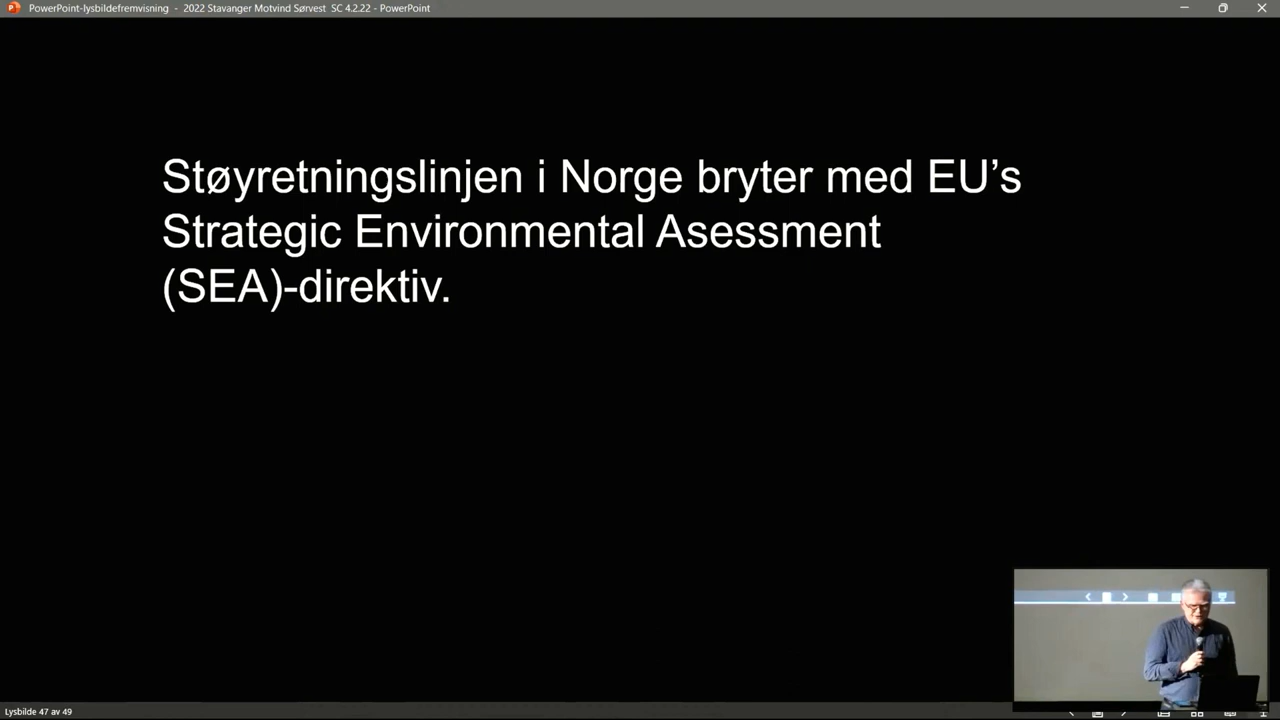 PowerPoint-lysbildefremvisning - 2022 Stavanger Motvind Sørvest SC 4.2.22 - PowerPoint
Støyretningslinjen i Norge bryter med EU’s
Strategic Environmental Asessment
(SEA)-direktiv.
Lysbilde 47 av 49